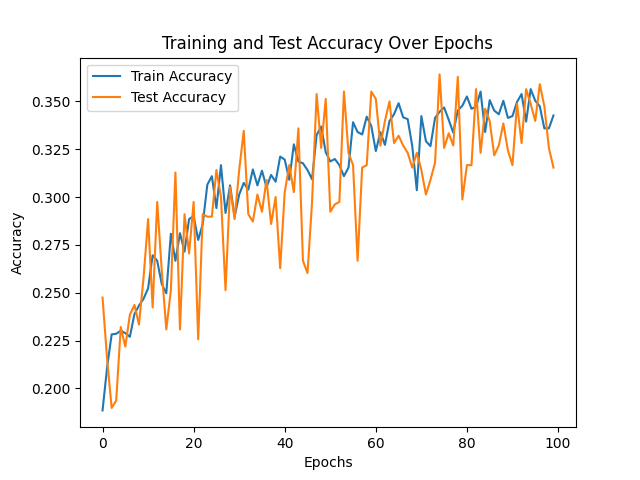 Training and Test Accuracy Over Epochs
Train Accuracy
Test Accuracy
0.350
0.325
0.300
0.275
0.250
0.225
0.200
Accuracy
0 20 40 60 80 100
Epochs